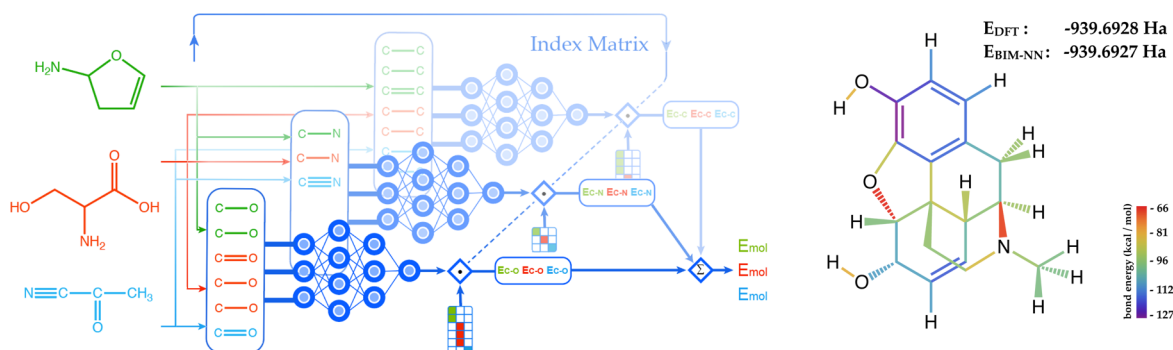 Index Matrix
H₂N
O
O
HO
OH
NH₂
N
CH₃
O
C C
C C
C C
C C
C C
C N
C N
C N
C O
C O
C O
C O
C O
C O
EC-C EC-C EC-C
EC-N EC-N EC-N
EC-O EC-O EC-O
Σ
Emol
Emol
Emol
EDFT : -939.6928 Ha
EBIM-NN: -939.6927 Ha
H
O
H
H
H
H
H
O
H
H
H
N
H
O
H
H
H
H
bond energy (kcal / mol)
- 66
- 81
- 96
- 112
- 127